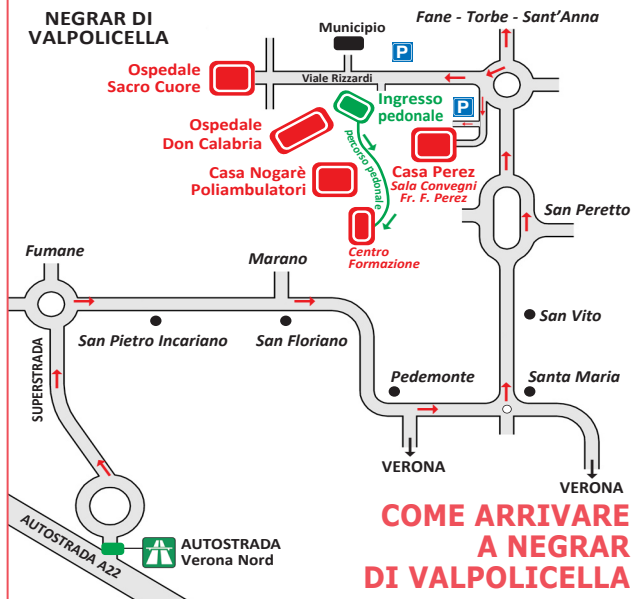 NEGRAR DI
VALPOLICELLA
Municipio
P
Fane - Torbe - Sant’Anna
Ospedale
Sacro Cuore
Viale Rizzardi
Ingresso
pedonale
P
Ospedale
Don Calabria
percorso pedonale
Casa Nogarè
Poliambulatori
Casa Perez
Sala Convegni
Fr. F. Perez
Centro
Formazione
San Peretto
Fumane
Marano
San Pietro Incariano
San Floriano
San Vito
SUPERSTRADA
Pedemonte
Santa Maria
VERONA
VERONA
AUTOSTRADA A22
AUTOSTRADA
Verona Nord
COME ARRIVARE
A NEGRAR
DI VALPOLICELLA